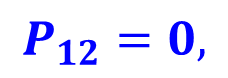 P₁₂ = 0,